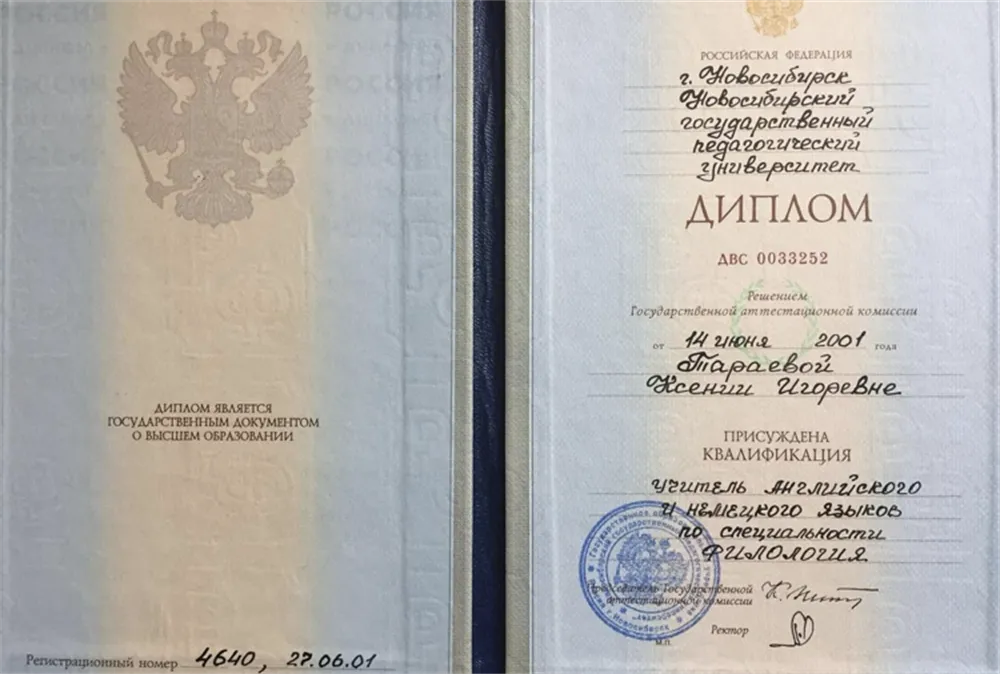 ДИПЛОМ ЯВЛЯЕТСЯ
ГОСУДАРСТВЕННЫМ ДОКУМЕНТОМ
О ВЫСШЕМ ОБРАЗОВАНИИ
Регистрационный номер 4640, 27.06.01
РОССИЙСКАЯ ФЕДЕРАЦИЯ
г. Новосибирск
Новосибирский
государственный
педагогический
университет
ДИПЛОМ
ДВС 0033252
Решением
Государственной аттестационной комиссии
от 14 июня 2001 года
Тараевой
Ксении Игоревне
ПРИСУЖДЕНА
КВАЛИФИКАЦИЯ
УЧИТЕЛЬ АНГЛИЙСКОГО
И НЕМЕЦКОГО ЯЗЫКОВ
по специальности
ФИЛОЛОГИЯ
Председатель Государственной
аттестационной комиссии
Ректор
М.П.